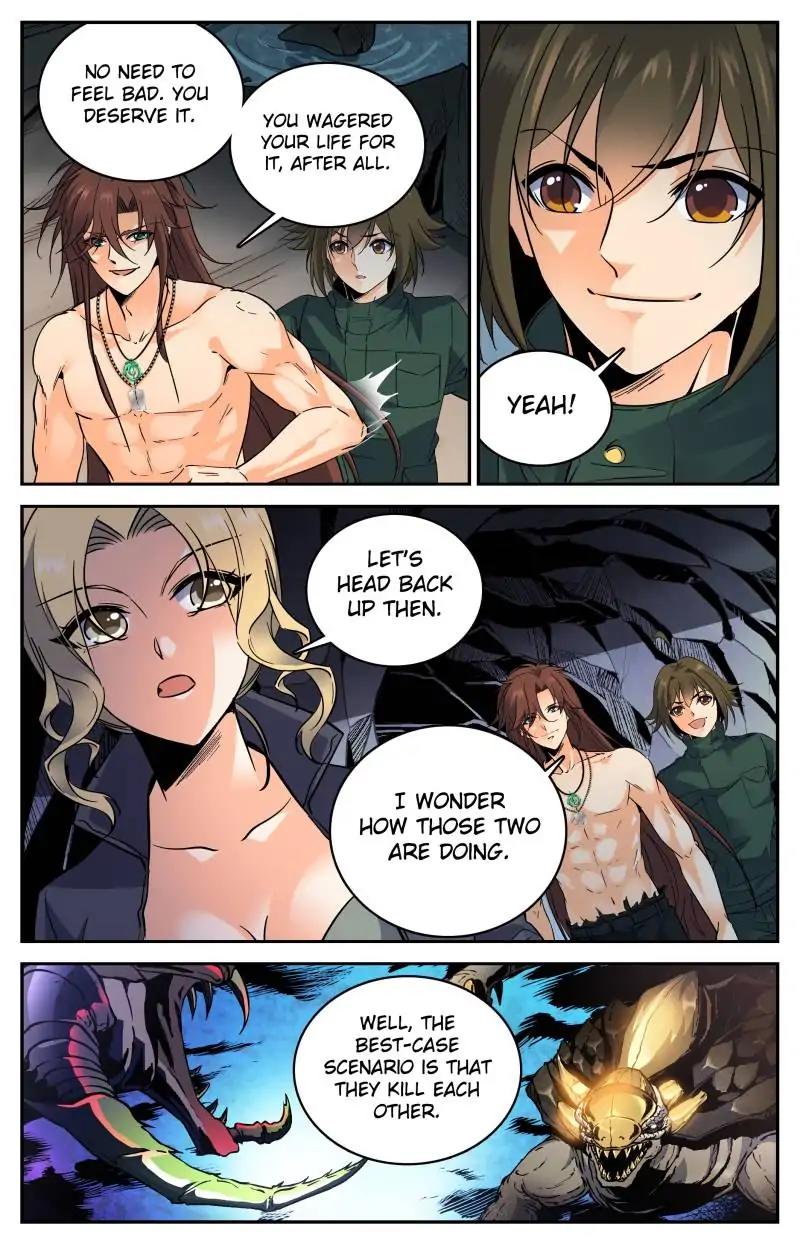 NO NEED TO
FEEL BAD. YOU
DESERVE IT.
YOU WAGERED
YOUR LIFE FOR
IT, AFTER ALL.
YEAH!
LET'S
HEAD BACK
UP THEN.
I WONDER
HOW THOSE TWO
ARE DOING.
WELL, THE
BEST-CASE
SCENARIO IS THAT
THEY KILL EACH
OTHER.